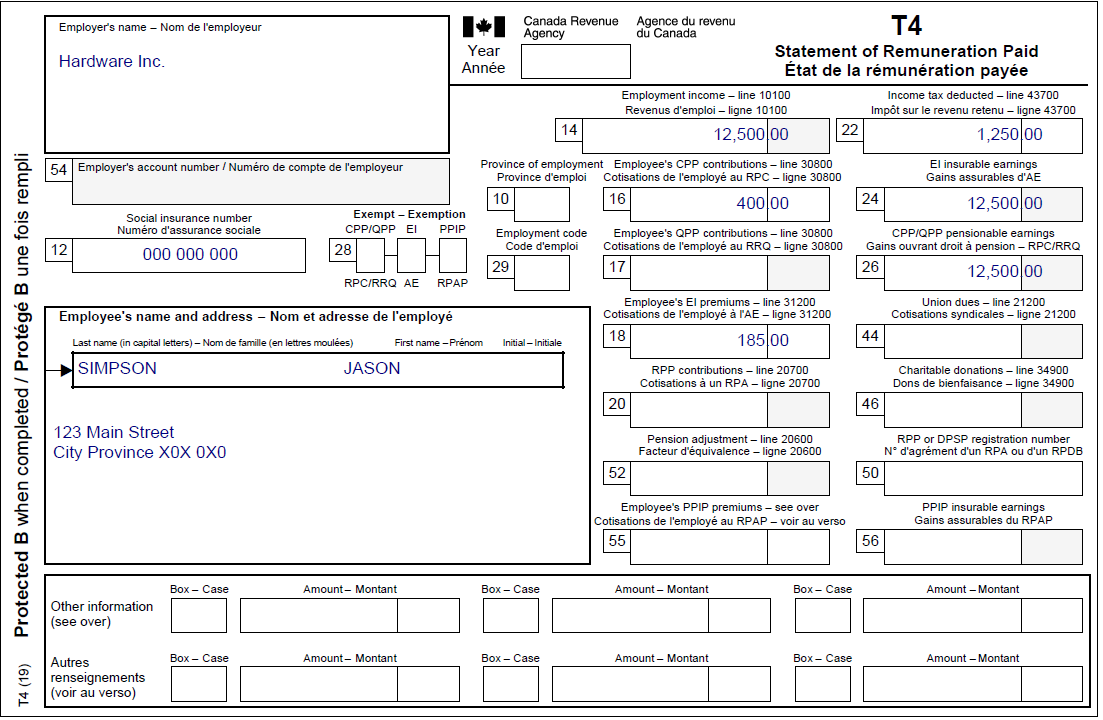 Employer's name – Nom de l'employeur
Hardware Inc.
Canada Revenue Agency
Agence du revenu du Canada
Year
Année
T4
Statement of Remuneration Paid
État de la rémunération payée
Employment income – line 10100
Revenus d'emploi – ligne 10100
14 12,500 00
Income tax deducted – line 43700
Impôt sur le revenu retenu – ligne 43700
22 1,250 00
54 Employer's account number / Numéro de compte de l'employeur
Province of employment
Province d'emploi
10
Employee's CPP contributions – line 30800
Cotisations de l'employé au RPC – ligne 30800
16 400 00
EI insurable earnings
Gains assurables d'AE
24 12,500 00
Social insurance number
Numéro d'assurance sociale
12 000 000 000
Exempt – Exemption
CPP/QPP EI PPIP
28
RPC/RRQ AE RPAP
Employment code
Code d'emploi
29
Employee's QPP contributions – line 30800
Cotisations de l'employé au RRQ – ligne 30800
17
CPP/QPP pensionable earnings
Gains ouvrant droit à pension – RPC/RRQ
26 12,500 00
Employee's name and address – Nom et adresse de l'employé
Last name (in capital letters) – Nom de famille (en lettres moulées) First name – Prénom Initial – Initiale
SIMPSON JASON
123 Main Street
City Province X0X 0X0
Employee's EI premiums – line 31200
Cotisations de l'employé à l'AE – ligne 31200
18 185 00
Union dues – line 21200
Cotisations syndicales – ligne 21200
44
RPP contributions – line 20700
Cotisations à un RPA – ligne 20700
20
Charitable donations – line 34900
Dons de bienfaisance – ligne 34900
46
Pension adjustment – line 20600
Facteur d'équivalence – ligne 20600
52
RPP or DPSP registration number
N° d'agrément d'un RPA ou d'un RPDB
50
Employee's PPIP premiums – see over
Cotisations de l'employé au RPAP – voir au verso
55
PPIP insurable earnings
Gains assurables du RPAP
56
Other information
(see over)
Box – Case Amount – Montant Box – Case Amount – Montant Box – Case Amount – Montant
Autres
renseignements
(voir au verso)
Box – Case Amount – Montant Box – Case Amount – Montant Box – Case Amount – Montant
Protected B when completed / Protégé B une fois rempli
T4 (19)